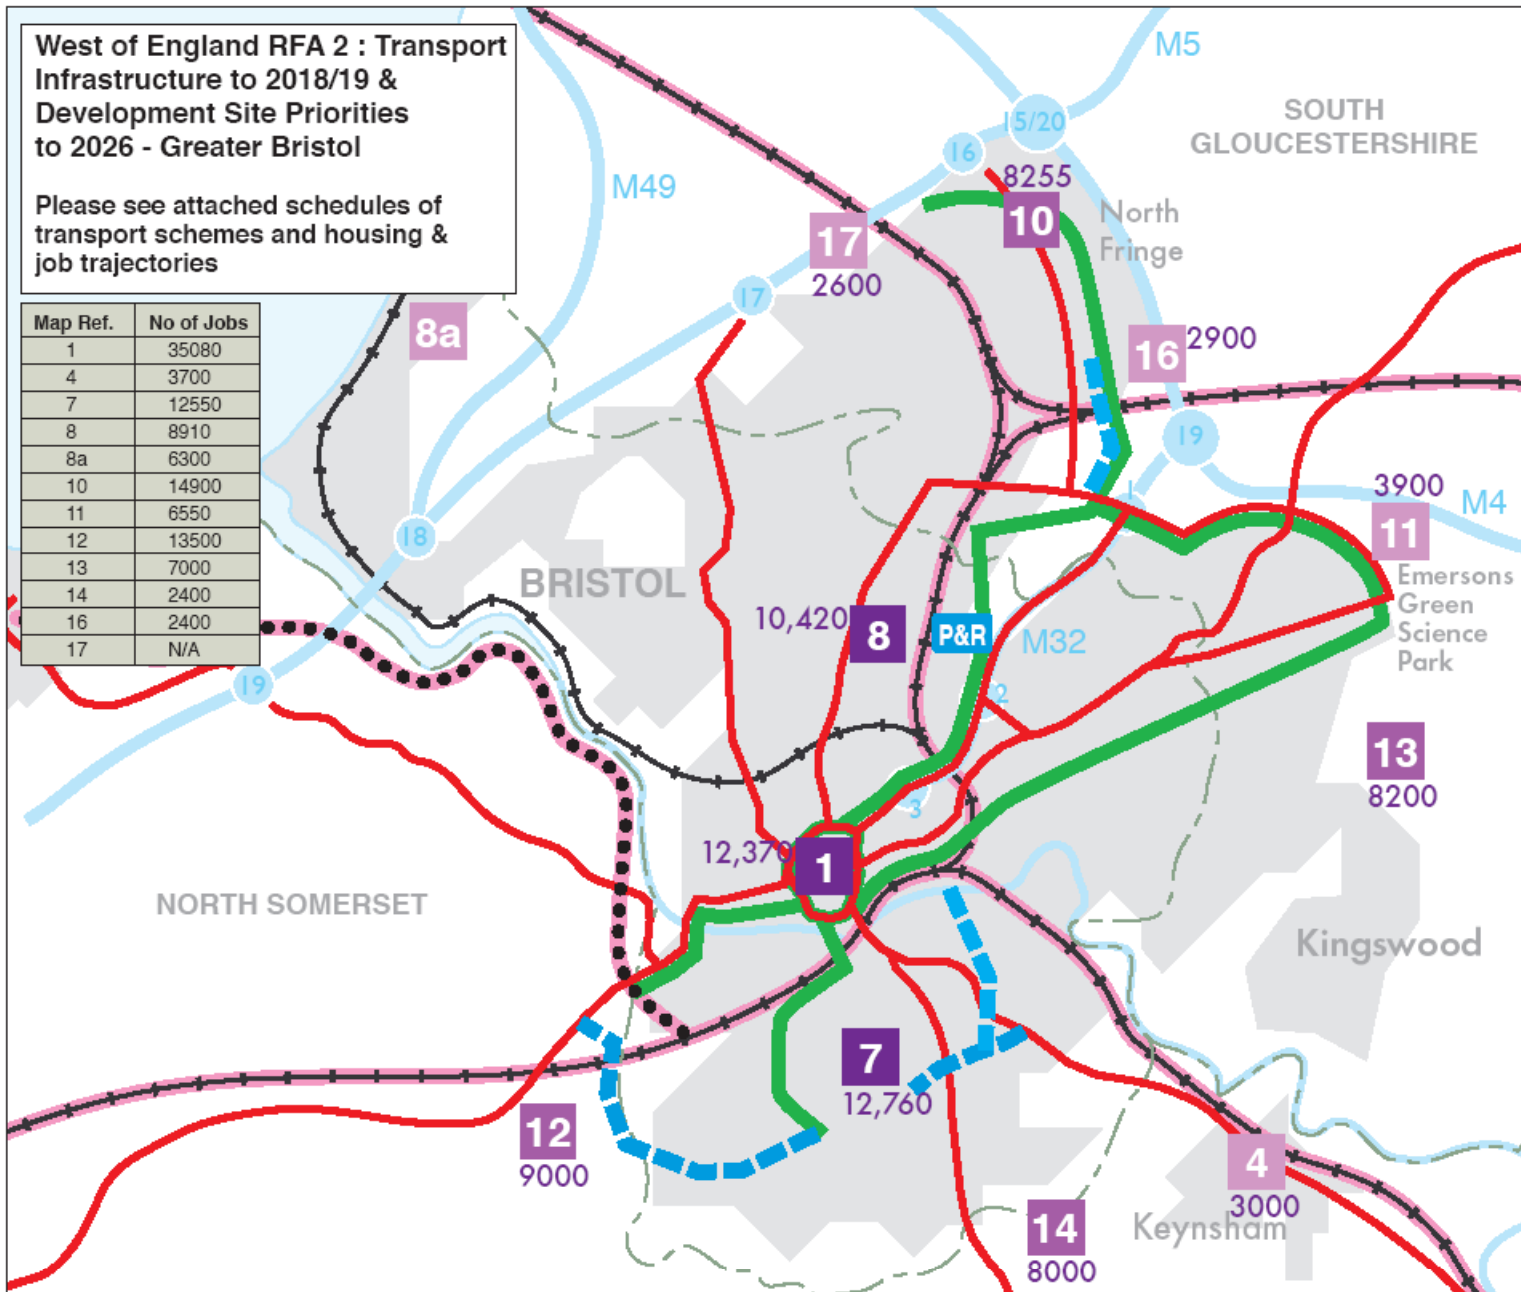 West of England RFA 2 : Transport
Infrastructure to 2018/19 &
Development Site Priorities
to 2026 - Greater Bristol
Please see attached schedules of
transport schemes and housing &
job trajectories
Map Ref. No of Jobs
1 35080
4 3700
7 12550
8 8910
8a 6300
10 14900
11 6550
12 13500
13 7000
14 2400
16 2400
17 N/A
M5
15/20
SOUTH
GLOUCESTERSHIRE
16
M49
8255
10
North
Fringe
17
2600
17
8a
16
2900
19
3900
M4
1
11
18
BRISTOL
Emersons
Green
Science
Park
10,420
8
P&R
M32
19
2
13
8200
3
12,370
1
NORTH SOMERSET
Kingswood
7
12,760
12
9000
4
3000
14
8000
Keynsham